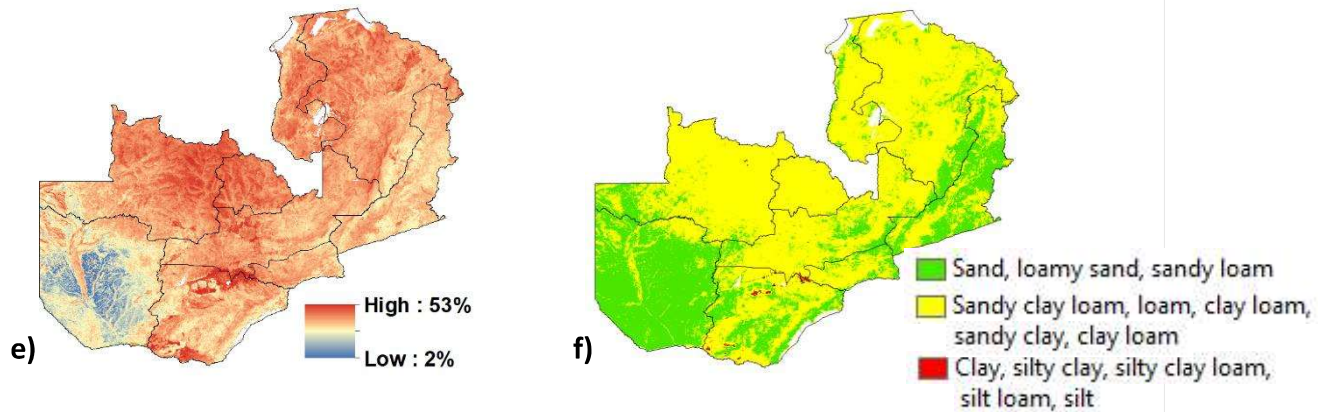 High : 53%
Low : 2%
e)
f)
Sand, loamy sand, sandy loam
Sandy clay loam, loam, clay loam,
sandy clay, clay loam
Clay, silty clay, silty clay loam,
silt loam, silt